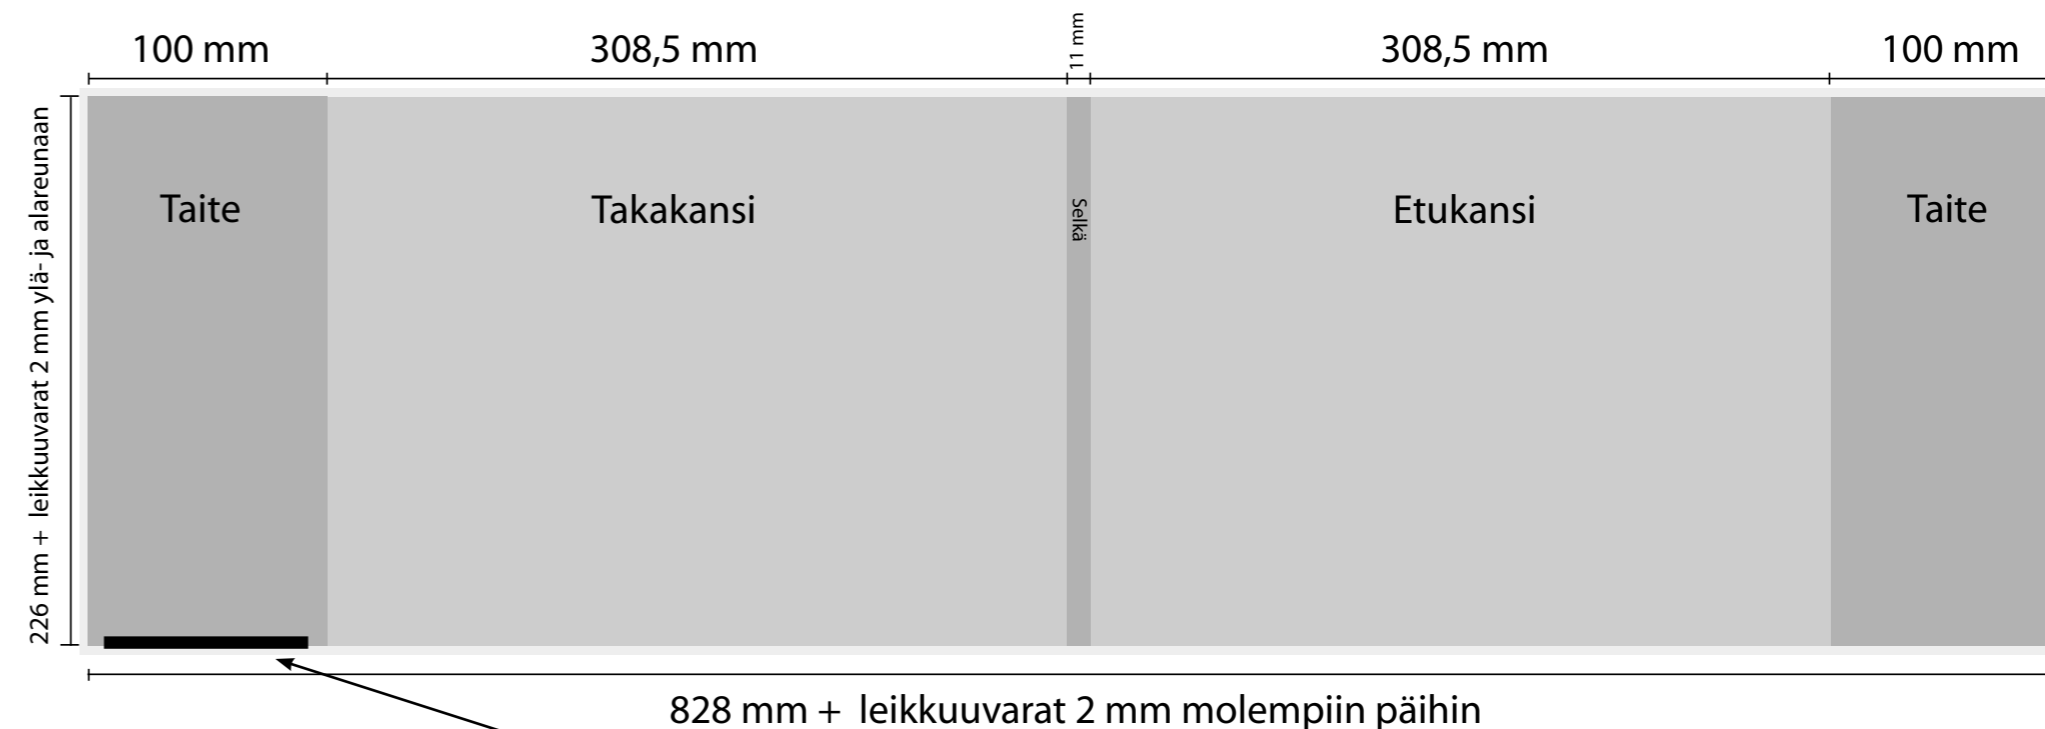 100 mm
308,5 mm
11 mm
308,5 mm
100 mm
226 mm + leikkuuvarat 2 mm ylä- ja alareunaan
Taite
Takakansi
Selkä
Etukansi
Taite
828 mm + leikkuuvarat 2 mm molempiin päihin